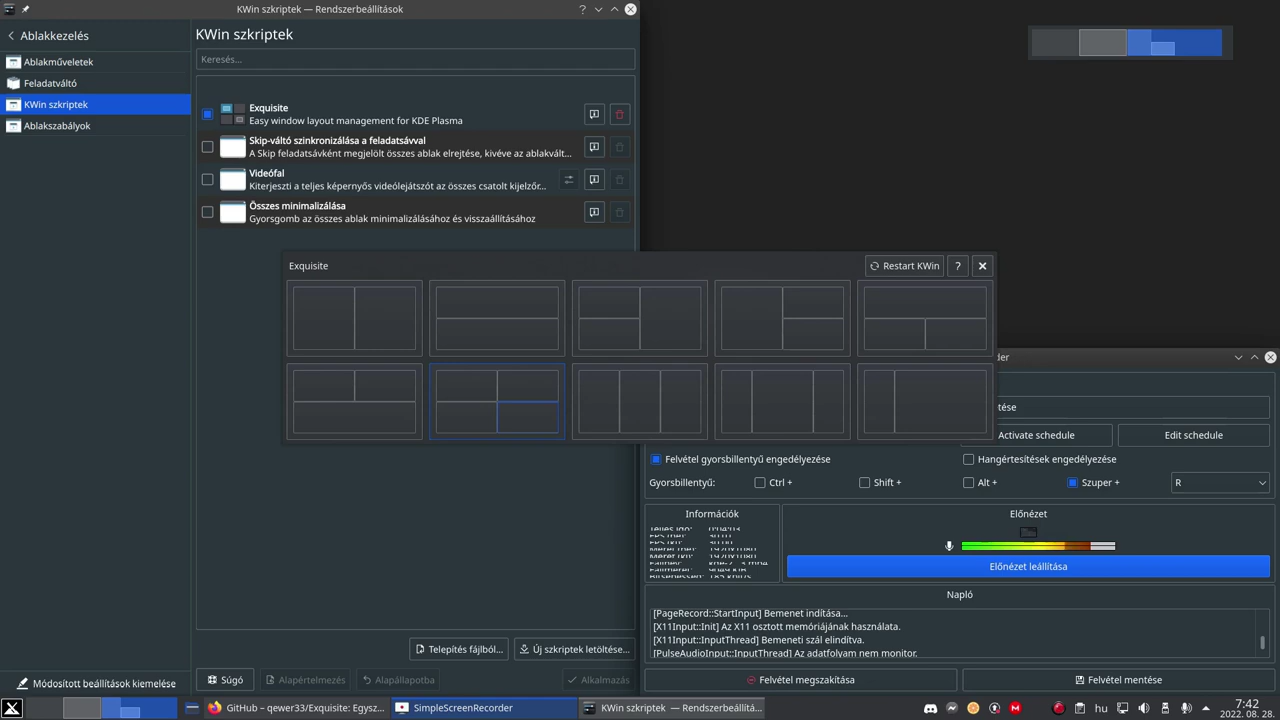 KWin szkriptek — Rendszerbeállítások
Ablakkezelés
Ablakműveletek
Feladatváltó
KWin szkriptek
Ablakszabályok
KWin szkriptek
Keresés...
Exquisite
Easy window layout management for KDE Plasma
Skip-váltó szinkronizálása a feladatsávval
A Skip feladatsávként megjelölt összes ablak elrejtése, kivéve az ablakvált...
Videófal
Kiterjeszti a teljes képernyős videólejátszót az összes csatolt kijelzőr...
Összes minimalizálása
Gyorsgomb az összes ablak minimalizálásához és visszaállításához
Exquisite
Restart KWin
?
der
tése
Activate schedule
Edit schedule
Felvétel gyorsbillentyű engedélyezése
Hangértesítések engedélyezése
Gyorsbillentyű:
Ctrl +
Shift +
Alt +
Szuper +
R
Információk
Előnézet
Előnézet leállítása
Napló
[PageRecord::StartInput] Bemenet indítása...
[X11Input::Init] Az X11 osztott memóriájának használata.
[X11Input::InputThread] Bemeneti szál elindítva.
[PulseAudioInput::InputThread] Az adatfolyam nem monitor.
Felvétel megszakítása
Felvétel mentése
Telepítés fájlból...
Új szkriptek letöltése...
Módosított beállítások kiemelése
Súgó
Alapértelmezés
Alapállapotba
Alkalmazás
GitHub – qewer33/Exquisite: Egysz...
SimpleScreenRecorder
KWin szkriptek — Rendszerbeállítá...
hu
7:42
2022. 08. 28.